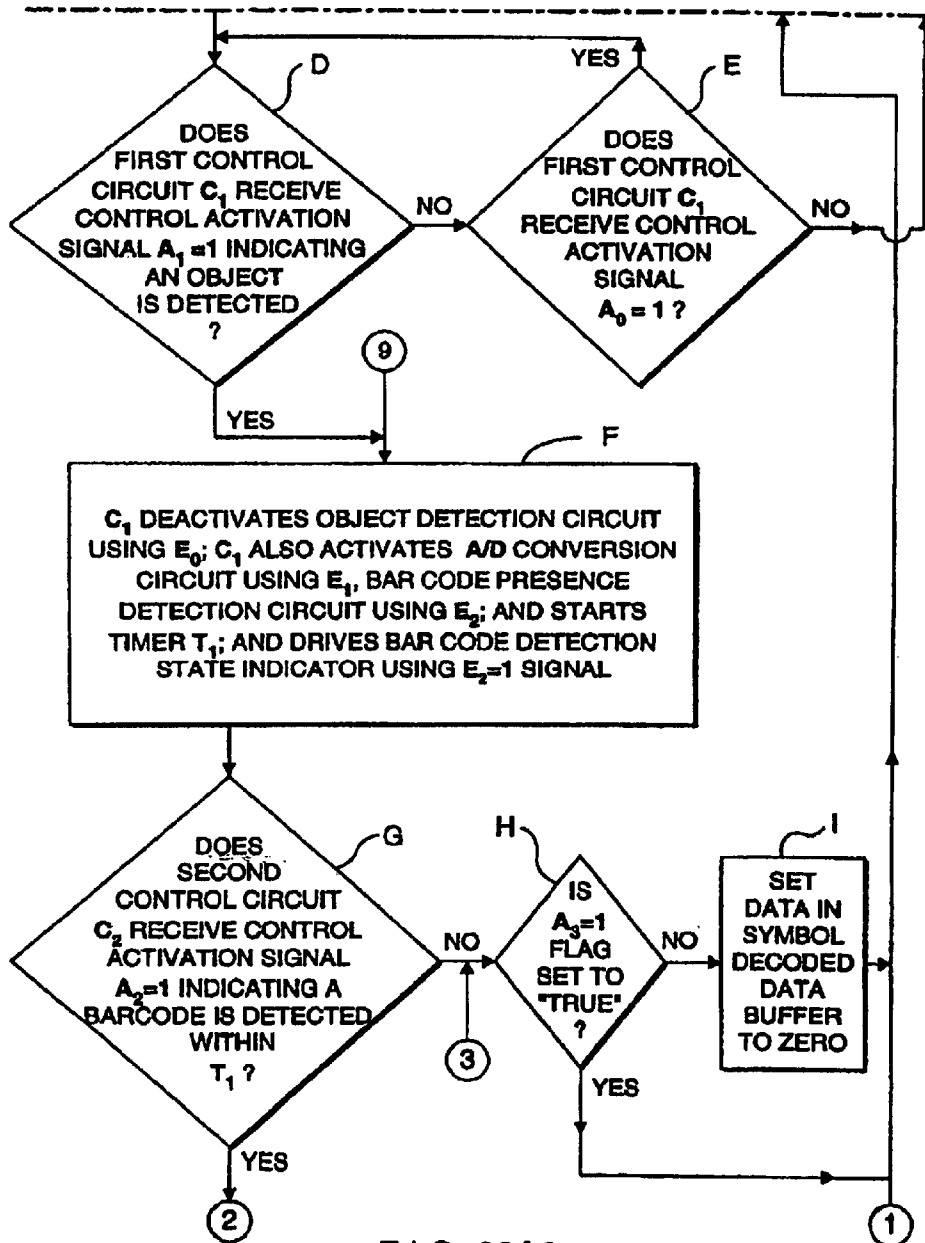 D
DOES
FIRST CONTROL
CIRCUIT C₁ RECEIVE
CONTROL ACTIVATION
SIGNAL A₁ =1 INDICATING
AN OBJECT
IS DETECTED
?
NO
YES
YES
E
DOES
FIRST CONTROL
CIRCUIT C₁
RECEIVE CONTROL
ACTIVATION
SIGNAL
A₀ = 1 ?
NO
9
F
C₁ DEACTIVATES OBJECT DETECTION CIRCUIT
USING E₀; C₁ ALSO ACTIVATES A/D CONVERSION
CIRCUIT USING E₁, BAR CODE PRESENCE
DETECTION CIRCUIT USING E₂; AND STARTS
TIMER T₁; AND DRIVES BAR CODE DETECTION
STATE INDICATOR USING E₂=1 SIGNAL
G
DOES
SECOND
CONTROL CIRCUIT
C₂ RECEIVE CONTROL
ACTIVATION SIGNAL
A₂=1 INDICATING A
BARCODE IS DETECTED
WITHIN
T₁ ?
NO
3
YES
2
H
IS
A₃=1
FLAG
SET TO
"TRUE"
?
NO
YES
I
SET
DATA IN
SYMBOL
DECODED
DATA
BUFFER
TO ZERO
1